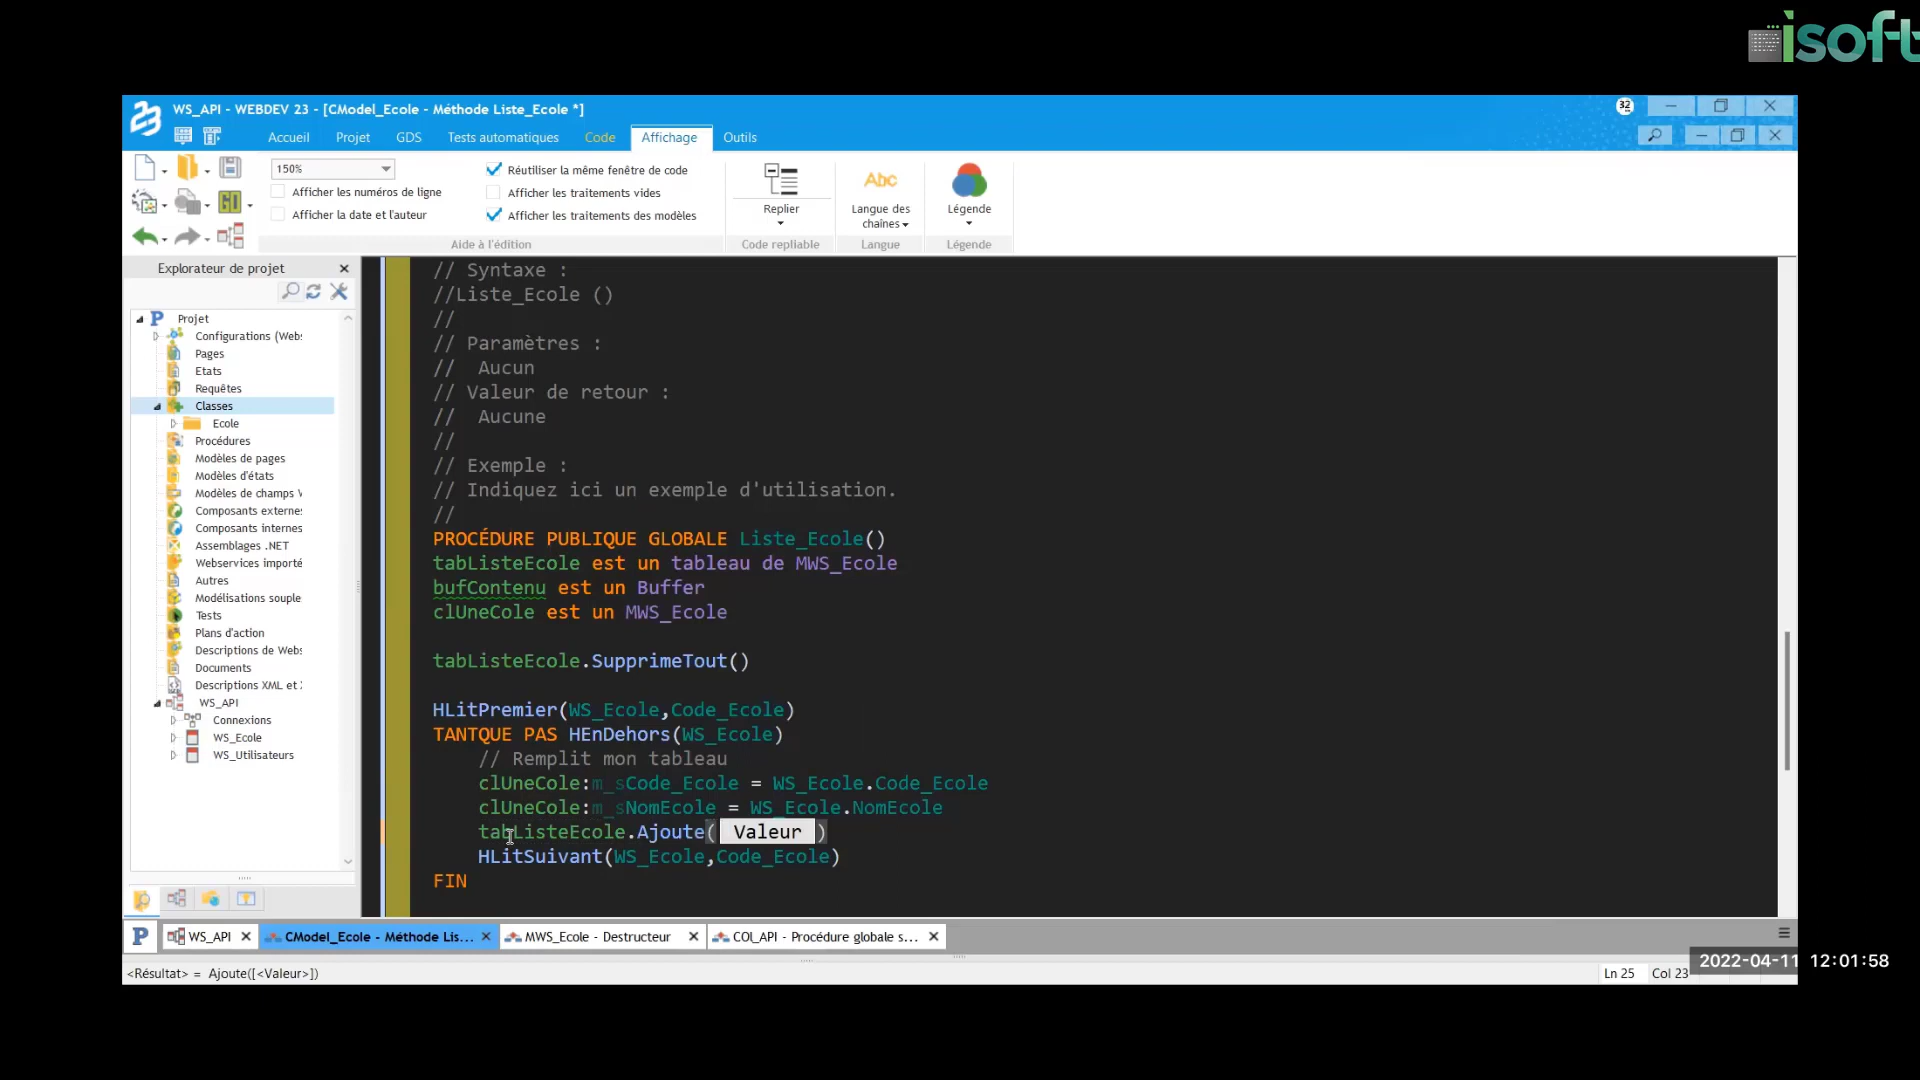 isoft
WS_API - WEBDEV 23 - [CModel_Ecole - Méthode Liste_Ecole *]
32
Accueil
Projet
GDS
Tests automatiques
Code
Affichage
Outils
150%
Afficher les numéros de ligne
Afficher la date et l'auteur
Réutiliser la même fenêtre de code
Afficher les traitements vides
Afficher les traitements des modèles
Aide à l'édition
Replier
Code repliable
Abc
Langue des
chaînes
Langue
Légende
Légende
GO
Explorateur de projet
Projet
Configurations (Web
Pages
Etats
Requêtes
Classes
Ecole
Procédures
Modèles de pages
Modèles d'états
Modèles de champs
Composants externe
Composants internes
Assemblages .NET
Webservices importé
Autres
Modélisations souple
Tests
Plans d'action
Descriptions de Web
Documents
Descriptions XML et
WS_API
Connexions
WS_Ecole
WS_Utilisateurs
// Syntaxe :
//Liste_Ecole ()
//
// Paramètres :
// Aucun
// Valeur de retour :
// Aucune
//
// Exemple :
// Indiquez ici un exemple d'utilisation.
//
PROCÉDURE PUBLIQUE GLOBALE Liste_Ecole()
tabListeEcole est un tableau de MWS_Ecole
bufContenu est un Buffer
clUneCole est un MWS_Ecole
tabListeEcole.SupprimeTout()
HLitPremier(WS_Ecole,Code_Ecole)
TANTQUE PAS HEnDehors(WS_Ecole)
// Remplit mon tableau
clUneCole:m_sCode_Ecole = WS_Ecole.Code_Ecole
clUneCole:m_sNomEcole = WS_Ecole.NomEcole
tabListeEcole.Ajoute( Valeur )
HLitSuivant(WS_Ecole,Code_Ecole)
FIN
P
WS_API
CModel_Ecole - Méthode Lis...
MWS_Ecole - Destructeur
COL_API - Procédure globale s...
<Résultat> = Ajoute([<Valeur>])
Ln 25
Col 23
2022-04-11 12:01:58